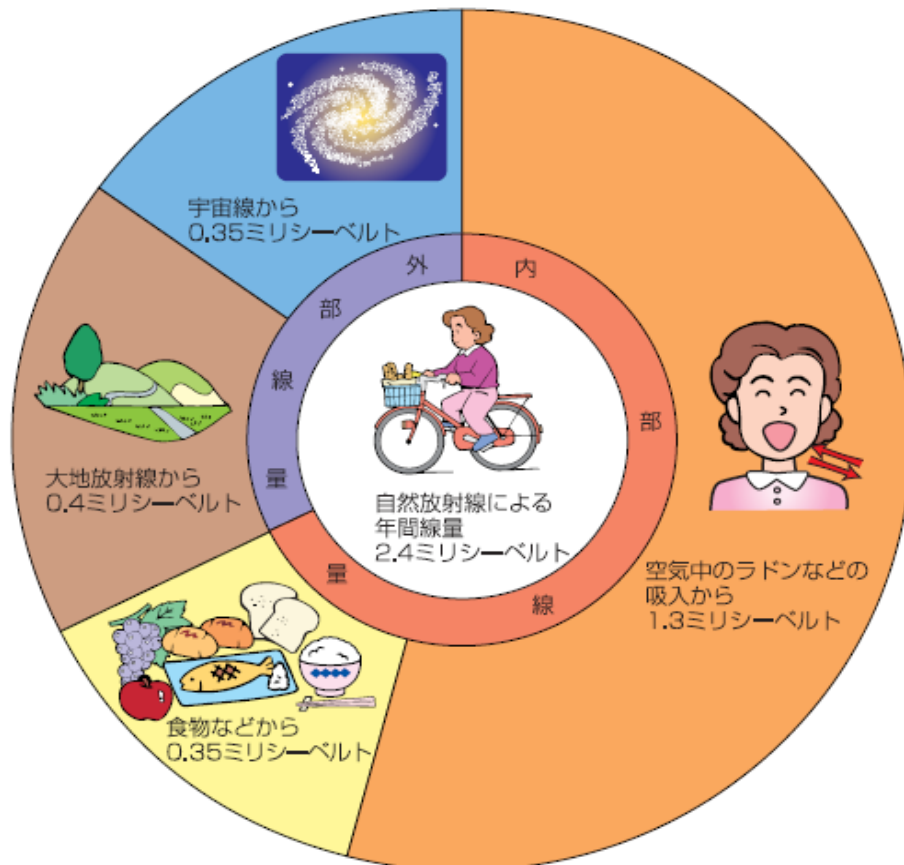 宇宙線から
0.35ミリシーベルト
大地放射線から
0.4ミリシーベルト
食物などから
0.35ミリシーベルト
外部線量
内部線量
自然放射線による
年間線量
2.4ミリシーベルト
空気中のラドンなどの
吸入から
1.3ミリシーベルト